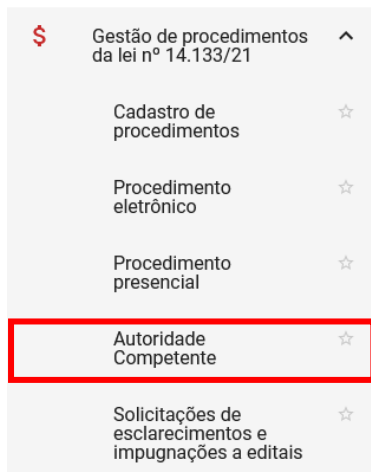 $
Gestão de procedimentos
da lei nº 14.133/21
Cadastro de
procedimentos
Procedimento
eletrônico
Procedimento
presencial
Autoridade
Competente
Solicitações de
esclarecimentos e
impugnações a editais